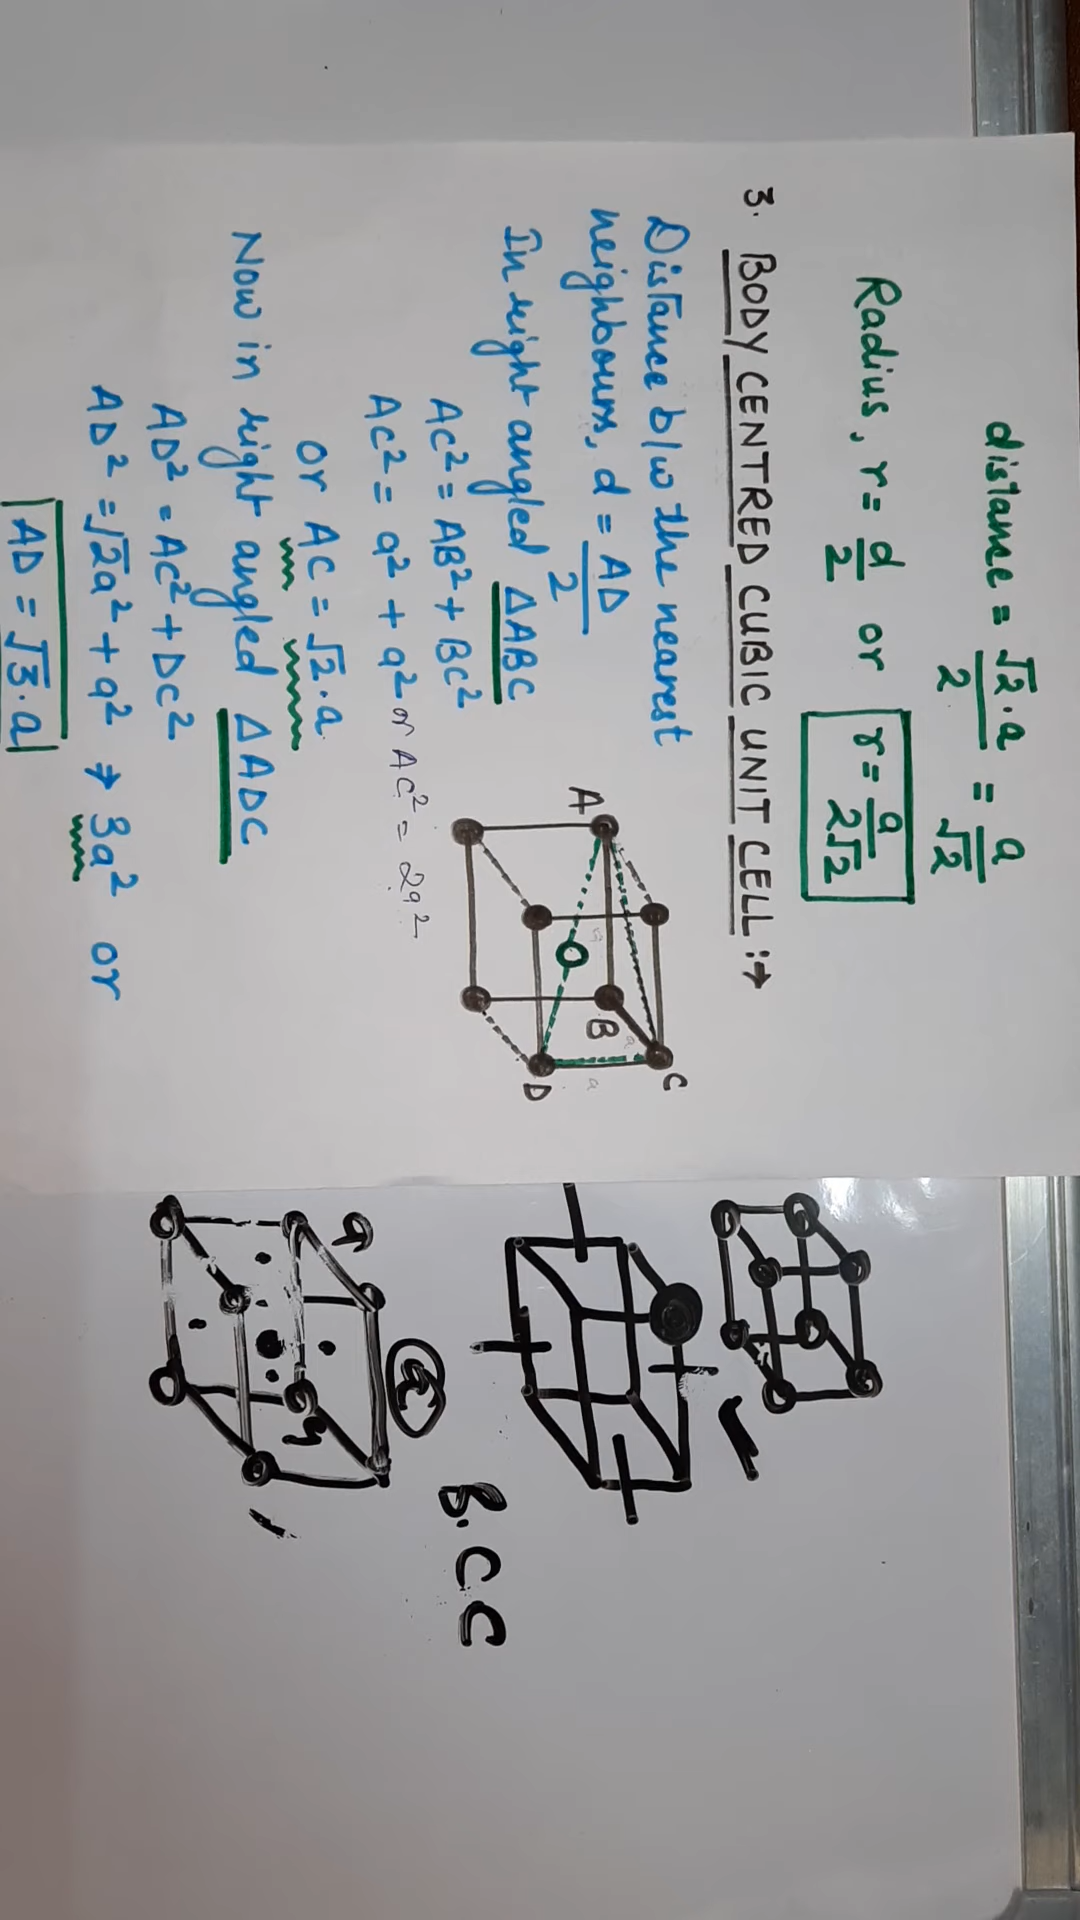 distance = √2.a/2 = a/√2
Radius, r = d/2 or r = a/2√2
3. BODY CENTRED CUBIC UNIT CELL :→
Distance b/w the nearest
neighbours, d = AD/2
In right angled ΔABC
AC² = AB² + BC²
AC² = a² + a² or AC² = 2a²
or AC = √2.a
Now in right angled ΔADC
AD² = AC² + DC²
AD² = √2a² + a² → 3a² or
AD = √3.a
A
B
C
D
a
a
a
B.C.C